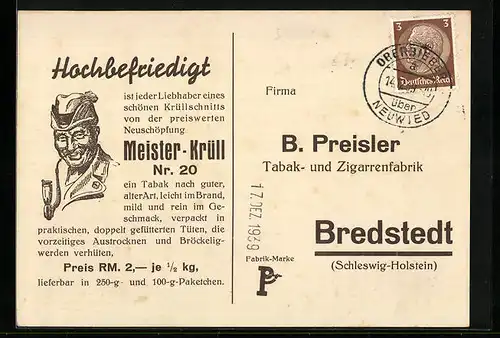 Hochbefriedigt
ist jeder Liebhaber eines
schönen Krüllschnitts
von der preiswerten
Neuschöpfung
Meister-Krüll
Nr. 20
ein Tabak nach guter,
alter Art, leicht im Brand,
mild und rein im Ge-
schmack, verpackt in
praktischen, doppelt gefütterten Tüten, die
vorzeitiges Austrocknen und Bröckelig-
werden verhüten.
Preis RM. 2,— je ½ kg,
lieferbar in 250-g- und 100-g-Paketchen.
3 3
Deutsches Reich
über
NEUWIED
Firma
B. Preisler
Tabak- und Zigarrenfabrik
17. DEZ. 1939
Bredstedt
(Schleswig-Holstein)
Fabrik-Marke
P